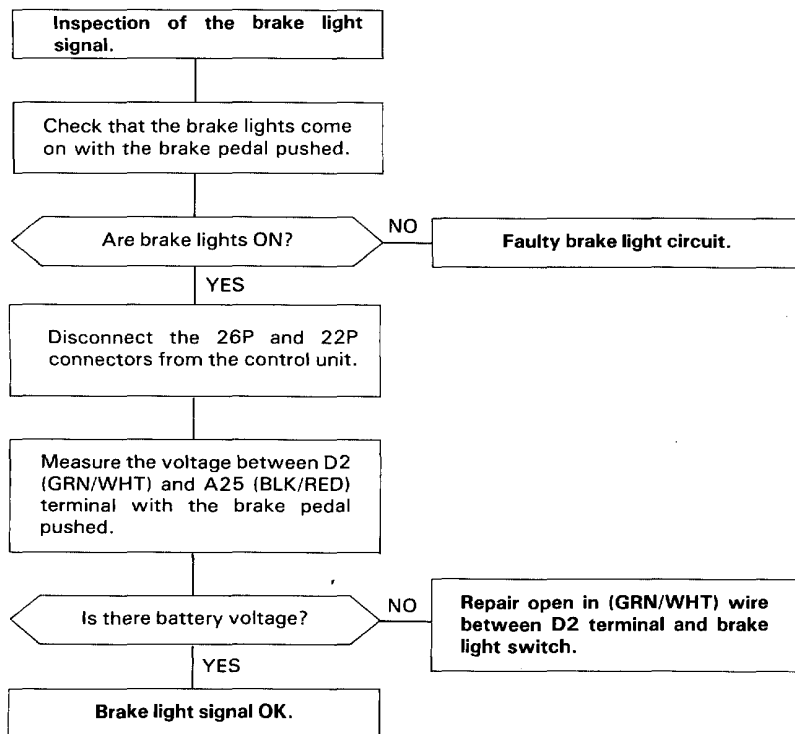 Inspection of the brake light
signal.
Check that the brake lights come
on with the brake pedal pushed.
Are brake lights ON?
NO
Faulty brake light circuit.
YES
Disconnect the 26P and 22P
connectors from the control unit.
Measure the voltage between D2
(GRN/WHT) and A25 (BLK/RED)
terminal with the brake pedal
pushed.
Is there battery voltage?
NO
Repair open in (GRN/WHT) wire
between D2 terminal and brake
light switch.
YES
Brake light signal OK.